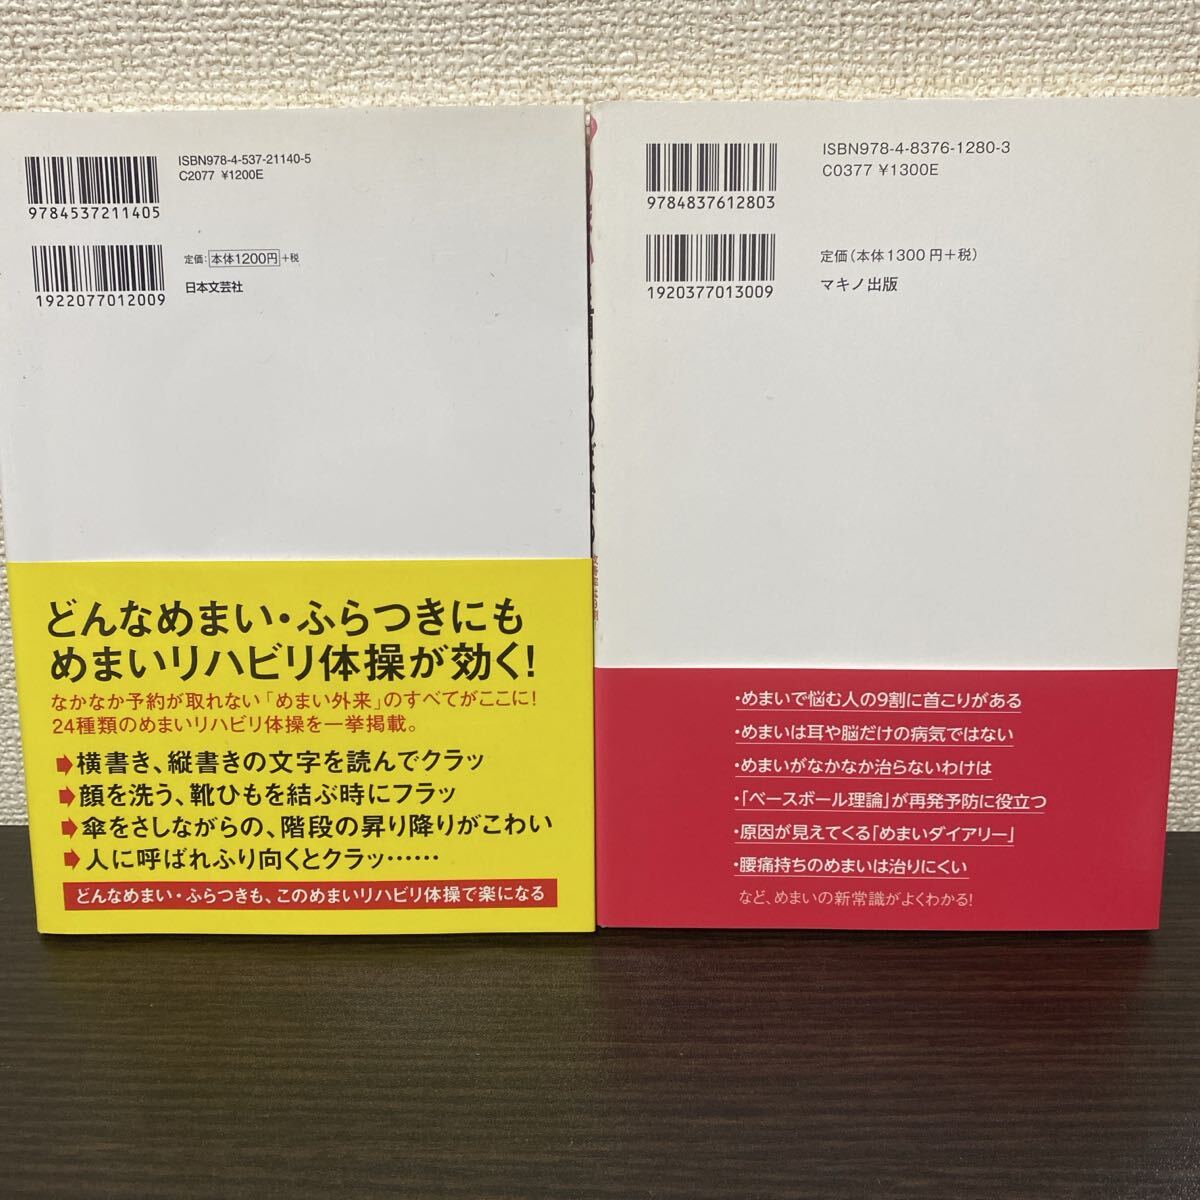 ISBN978-4-537-21140-5
C2077 ¥1200E
9784537211405
定価：本体1200円+税
1922077012009
日本文芸社
どんなめまい・ふらつきにも
めまいリハビリ体操が効く！
なかなか予約が取れない「めまい外来」のすべてがここに！
24種類のめまいリハビリ体操を一挙掲載。
横書き、縦書きの文字を読んでクラッ
顔を洗う、靴ひもを結ぶ時にフラッ
傘をさしながらの、階段の昇り降りがこわい
人に呼ばれふり向くとクラッ……
どんなめまい・ふらつきも、このめまいリハビリ体操で楽になる
ISBN978-4-8376-1280-3
C0377 ¥1300E
9784837612803
定価（本体1300円+税）
1920377013009
マキノ出版
・めまいで悩む人の9割に首こりがある
・めまいは耳や脳だけの病気ではない
・めまいがなかなか治らないわけは
・「ベースボール理論」が再発予防に役立つ
・原因が見えてくる「めまいダイアリー」
・腰痛持ちのめまいは治りにくい
など、めまいの新常識がよくわかる！